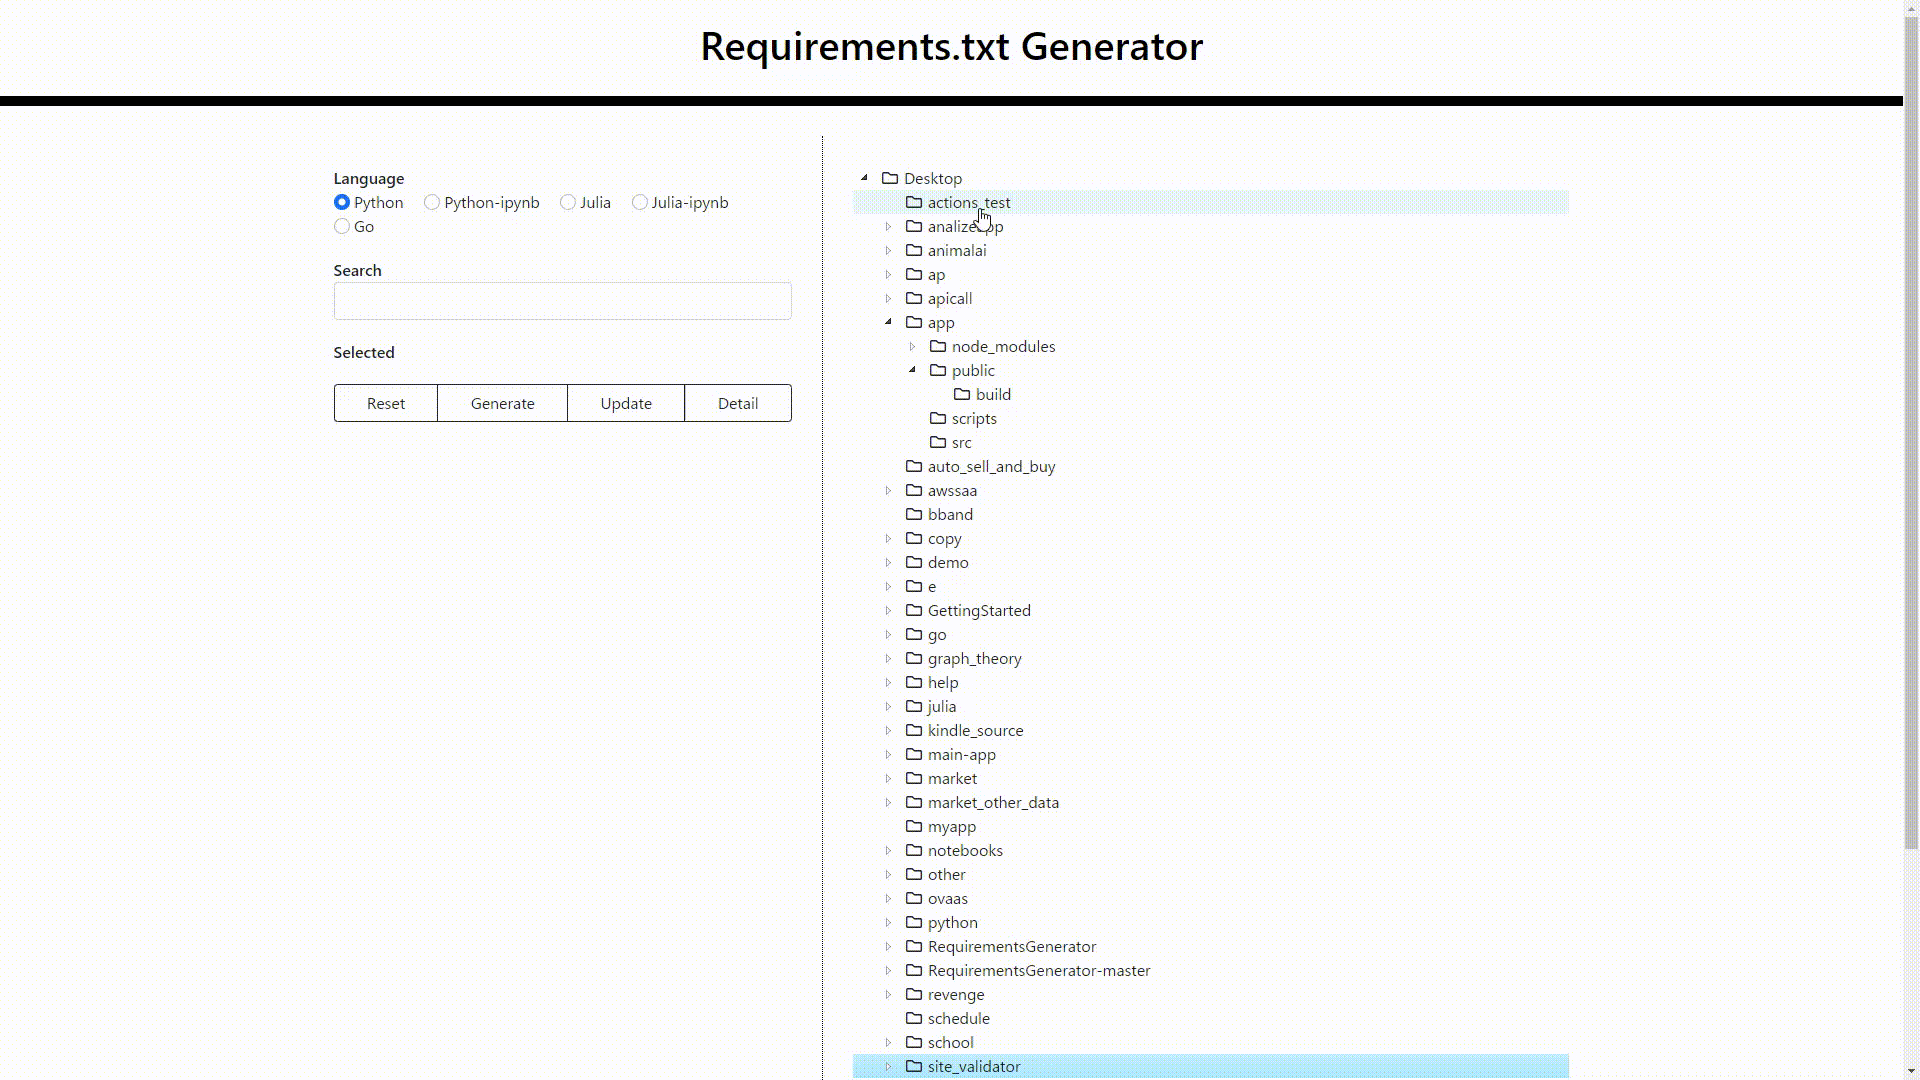 Requirements.txt Generator
Language
Python Python-ipynb Julia Julia-ipynb
Go
Search
Selected
Reset Generate Update Detail
Desktop
actions_test
animalai
ap
apicall
app
node_modules
public
build
scripts
src
auto_sell_and_buy
awssaa
bband
copy
demo
e
GettingStarted
go
graph_theory
help
julia
kindle_source
main-app
market
market_other_data
myapp
notebooks
other
ovaas
python
RequirementsGenerator
RequirementsGenerator-master
revenge
schedule
school
site_validator